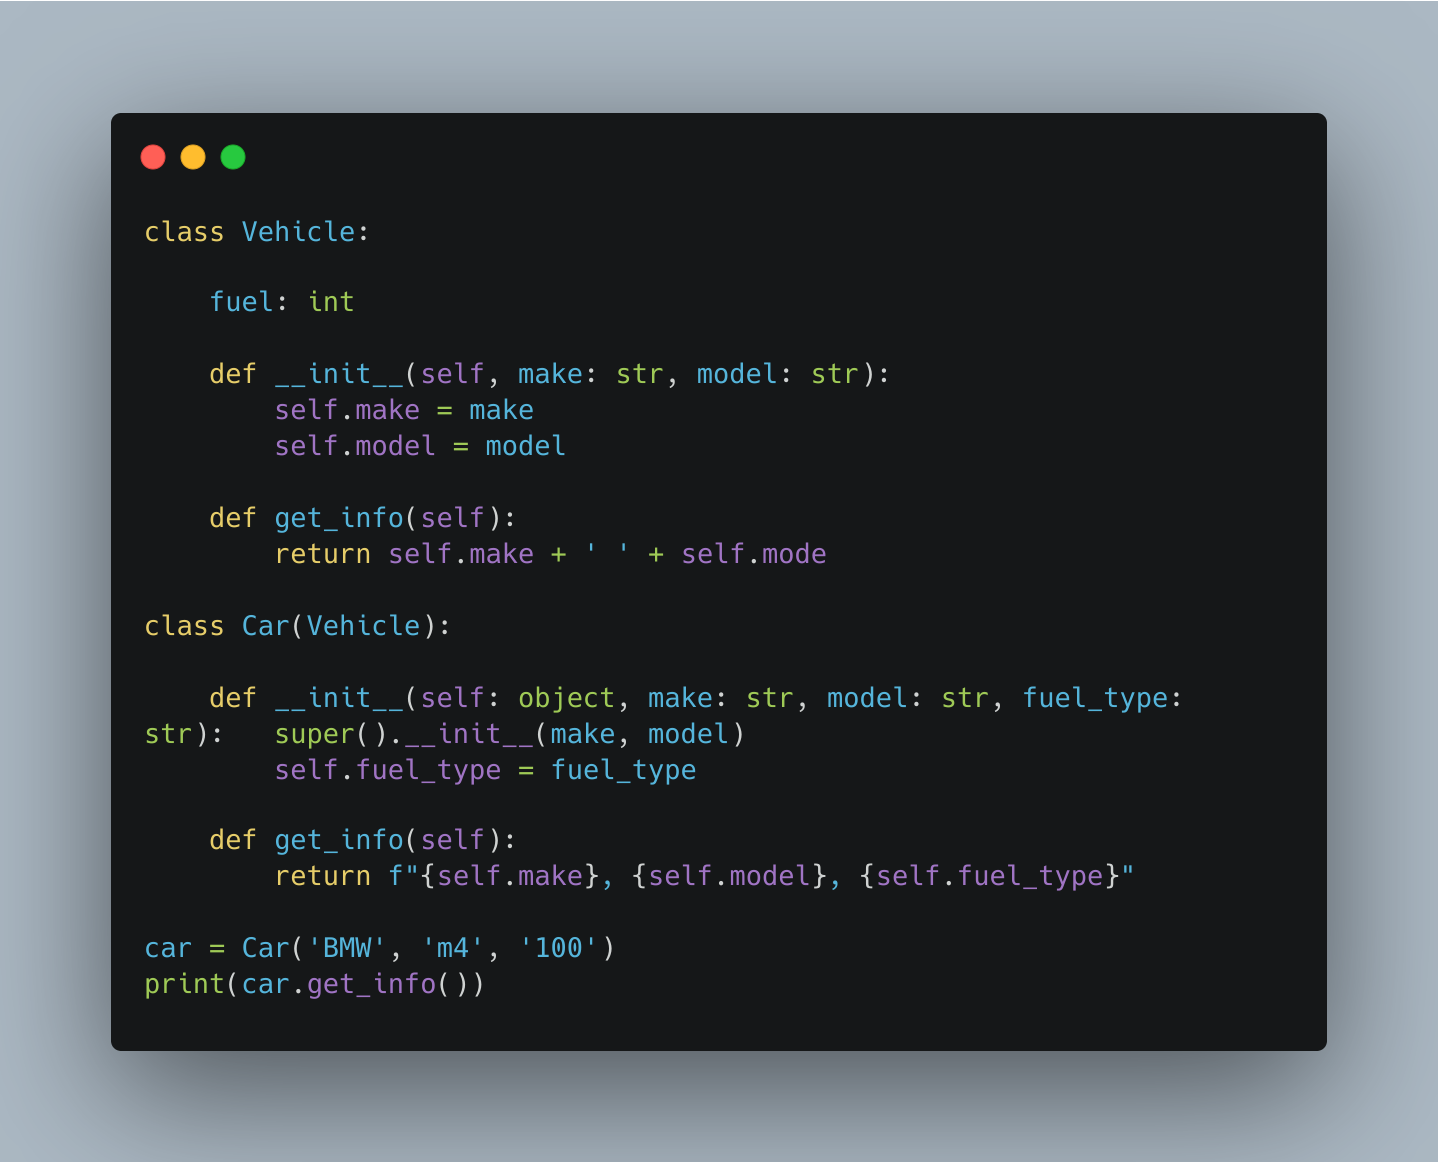 class Vehicle:

    fuel: int

    def __init__(self, make: str, model: str):
        self.make = make
        self.model = model

    def get_info(self):
        return self.make + ' ' + self.mode

class Car(Vehicle):

    def __init__(self: object, make: str, model: str, fuel_type:
str):   super().__init__(make, model)
        self.fuel_type = fuel_type

    def get_info(self):
        return f"{self.make}, {self.model}, {self.fuel_type}"

car = Car('BMW', 'm4', '100')
print(car.get_info())